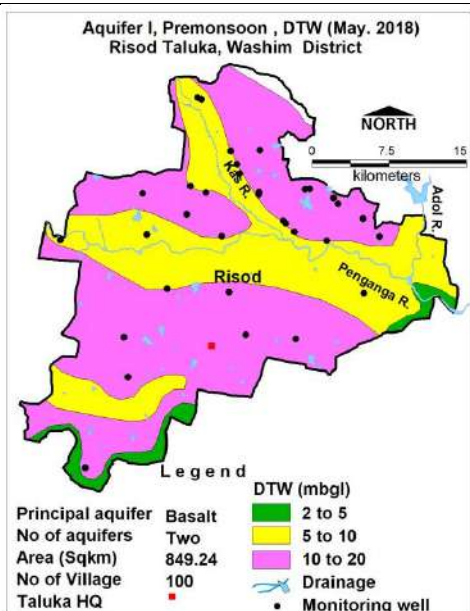 Aquifer I, Premonsoon , DTW (May. 2018)
Risod Taluka, Washim District
NORTH
0 7.5 15
kilometers
Kas R.
Adol R.
Risod
Penganga R.
Legend
Principal aquifer Basalt
No of aquifers Two
Area (Sqkm) 849.24
No of Village 100
Taluka HQ
DTW (mbgl)
2 to 5
5 to 10
10 to 20
Drainage
Monitoring well